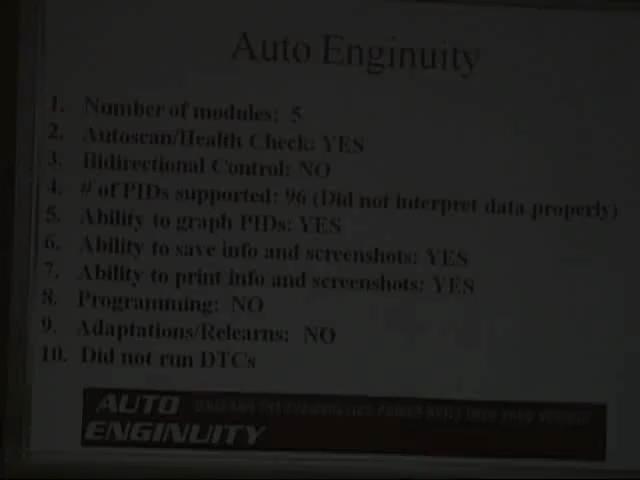 Auto Enginuity
1. Number of modules: 5
2. Autoscan/Health Check: YES
3. Bidirectional Control: NO
4. # of PIDs supported: 96 (Did not interpret data properly)
5. Ability to graph PIDs: YES
6. Ability to save info and screenshots: YES
7. Ability to print info and screenshots: YES
8. Programming: NO
9. Adaptations/Relearns: NO
10. Did not run DTCs
AUTO
ENGINUITY